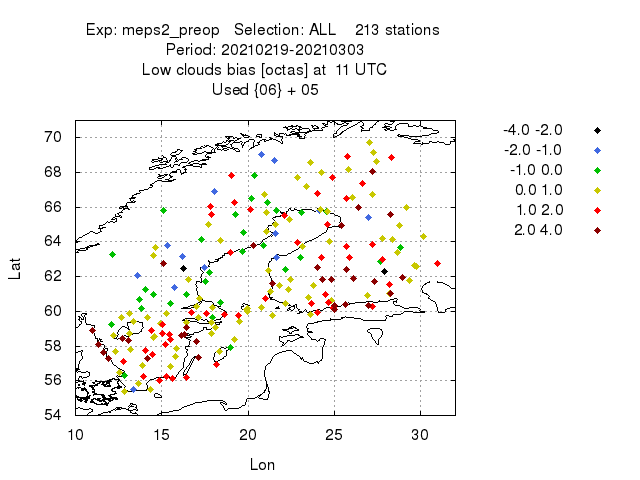 Exp: meps2_preop   Selection: ALL    213 stations
Period: 20210219-20210303
Low clouds bias [octas] at  11 UTC
Used {06} + 05
-4.0 -2.0
-2.0 -1.0
-1.0  0.0
0.0  1.0
1.0  2.0
2.0  4.0
70
68
66
64
62
60
58
56
54
Lat
10 15 20 25 30
Lon